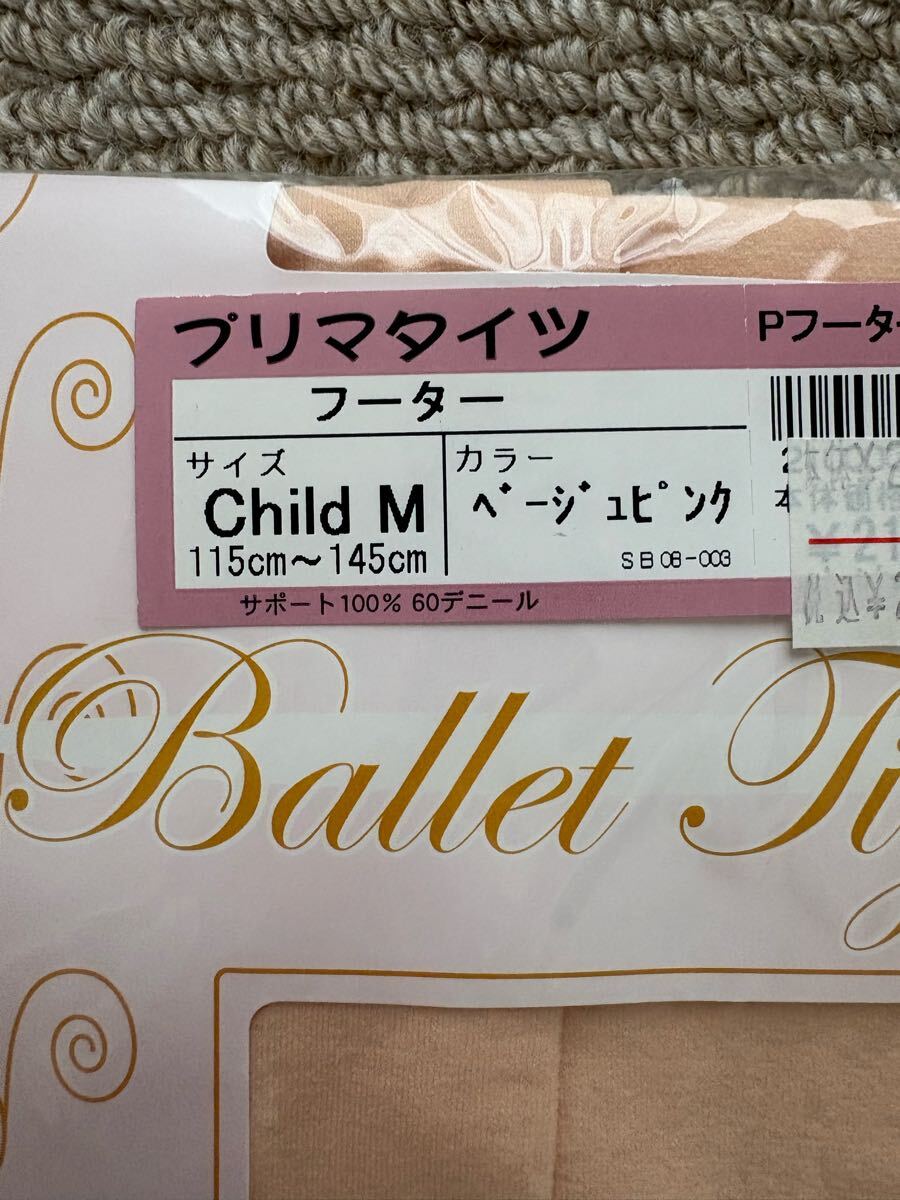 プリマタイツ
Pフーター
フーター
サイズ
カラー
Child M
ベージュピンク
115cm～145cm
SB08-003
サポート100% 60デニール
Ballet